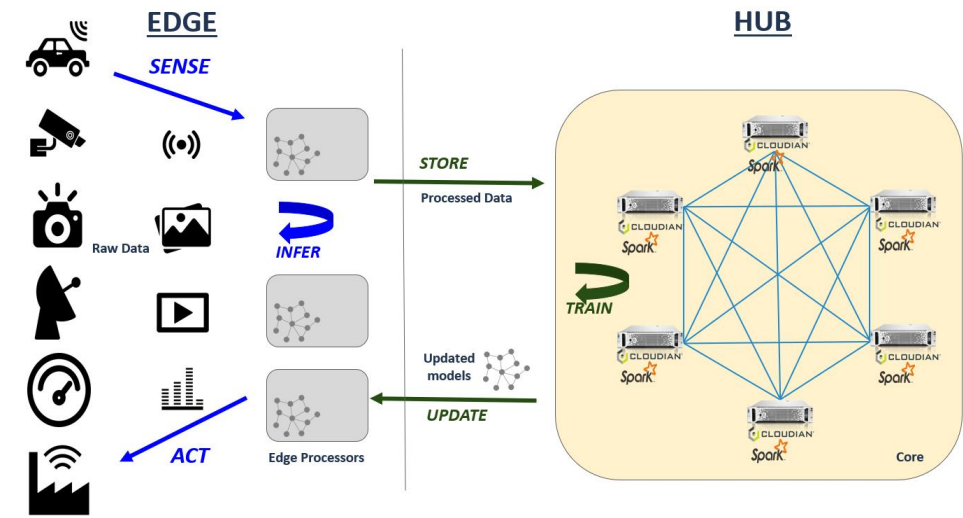 EDGE
HUB
SENSE
CLOUDIAN
Spark
STORE
Processed Data
CLOUDIAN
Spark
CLOUDIAN
Spark
Raw Data
INFER
TRAIN
CLOUDIAN
Spark
CLOUDIAN
Spark
Updated
models
UPDATE
CLOUDIAN
Spark
ACT
Edge Processors
Core